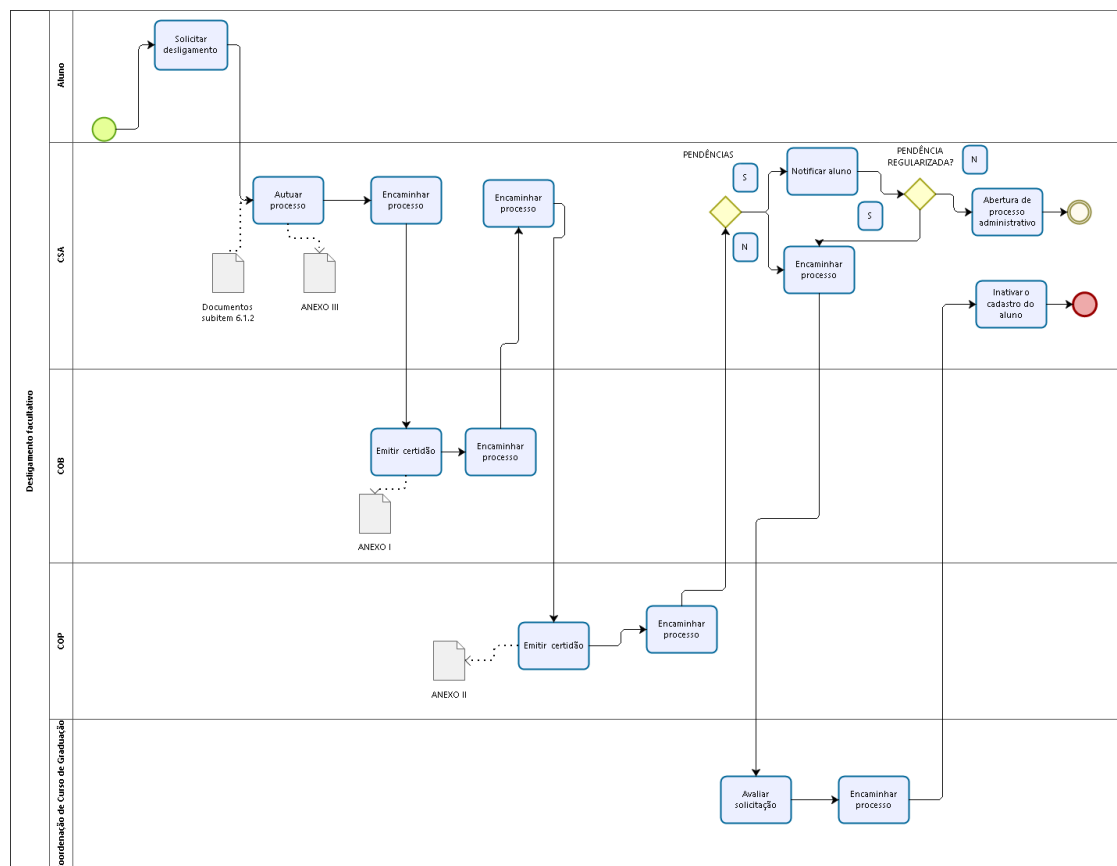 Desligamento facultativo
Aluno
Solicitar
desligamento
CSA
Autuar
processo
Documentos
subitem 6.1.2
ANEXO III
Encaminhar
processo
Encaminhar
processo
PENDÊNCIAS
S
N
Notificar aluno
Encaminhar
processo
PENDÊNCIA
REGULARIZADA?
N
S
Abertura de
processo
administrativo
Inativar o
cadastro do
aluno
COB
Emitir certidão
ANEXO I
Encaminhar
processo
COP
Emitir certidão
ANEXO II
Encaminhar
processo
oordenação de Curso de Graduação
Avaliar
solicitação
Encaminhar
processo